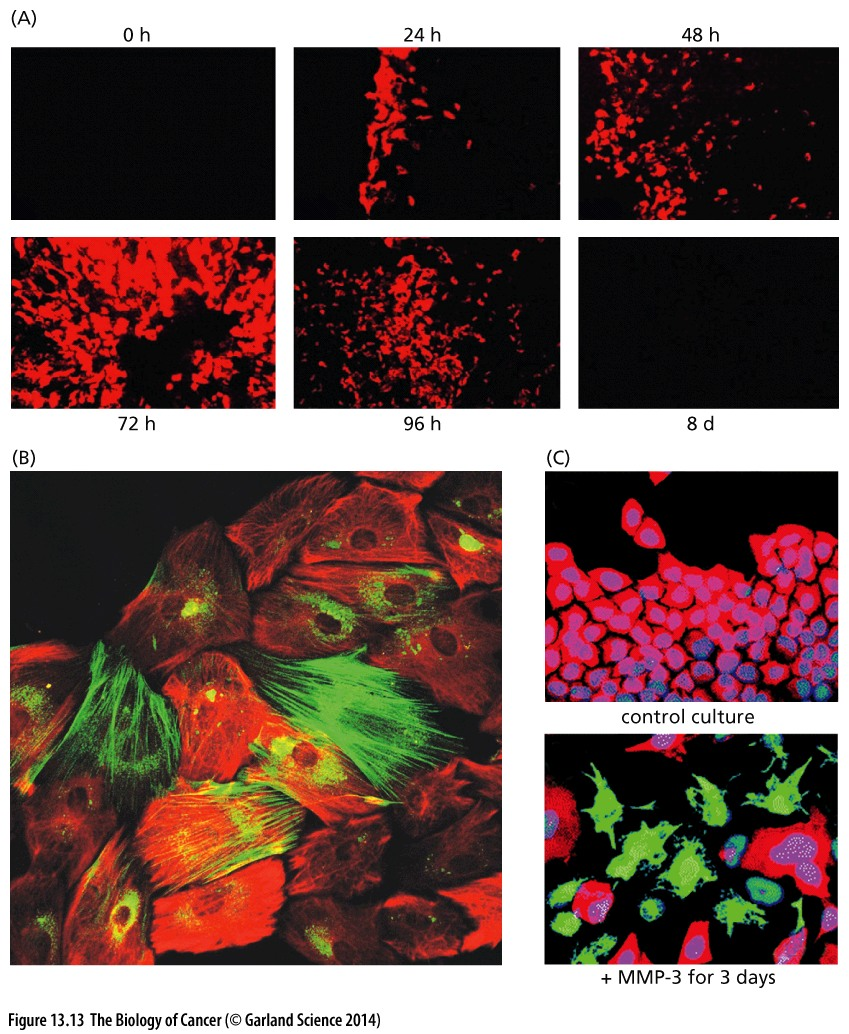 (A)
0 h
24 h
48 h
72 h
96 h
8 d
(B)
(C)
control culture
+ MMP-3 for 3 days
Figure 13.13 The Biology of Cancer (© Garland Science 2014)